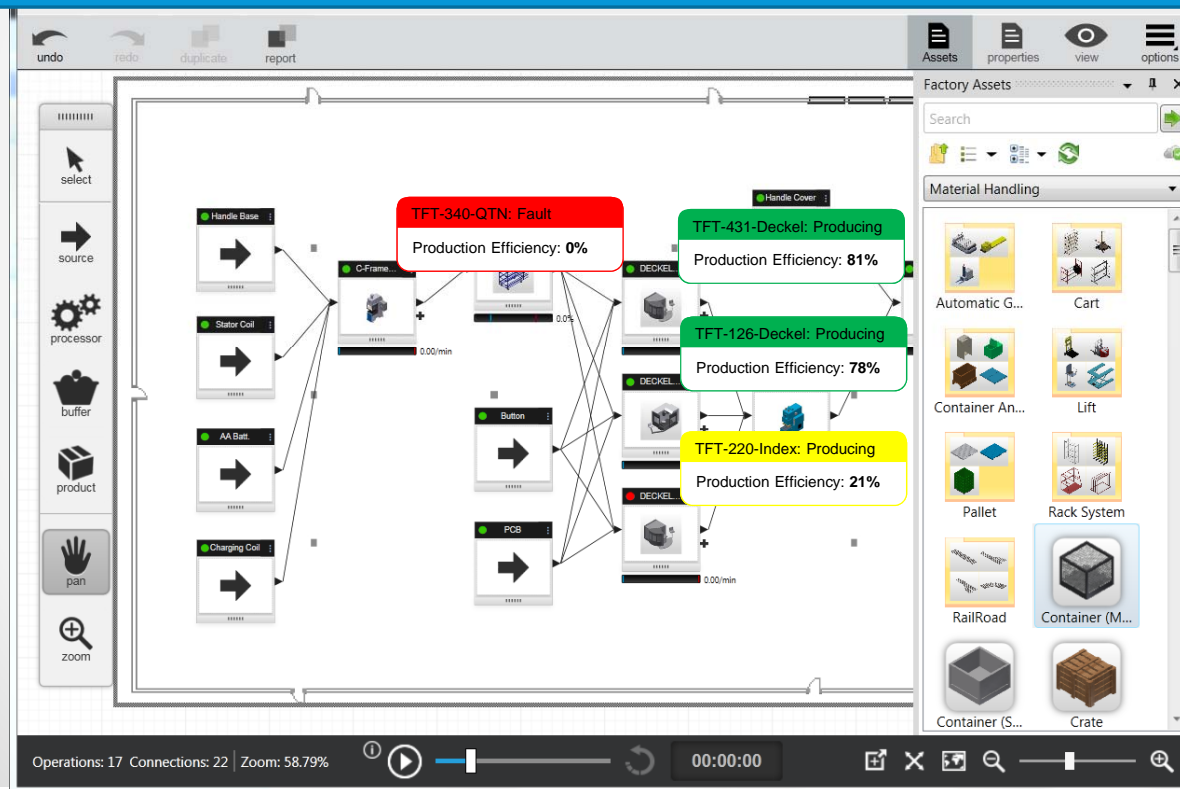 undo
redo
duplicate
report
Assets
properties
view
options
Factory Assets
Search
Material Handling
Automatic G...
Cart
Container An...
Lift
Pallet
Rack System
RailRoad
Container (M...
Container (S...
Crate
select
source
processor
buffer
product
pan
zoom
Handle Base
Stator Coil
AA Batt.
Charging Coil
C-Frame...
0.00/min
TFT-340-QTN: Fault
Production Efficiency: 0%
0.0%
Button
PCB
Handle Cover
DECKEL...
TFT-431-Deckel: Producing
Production Efficiency: 81%
TFT-126-Deckel: Producing
Production Efficiency: 78%
DECKEL...
TFT-220-Index: Producing
Production Efficiency: 21%
DECKEL...
0.00/min
Operations: 17 Connections: 22 Zoom: 58.79%
00:00:00